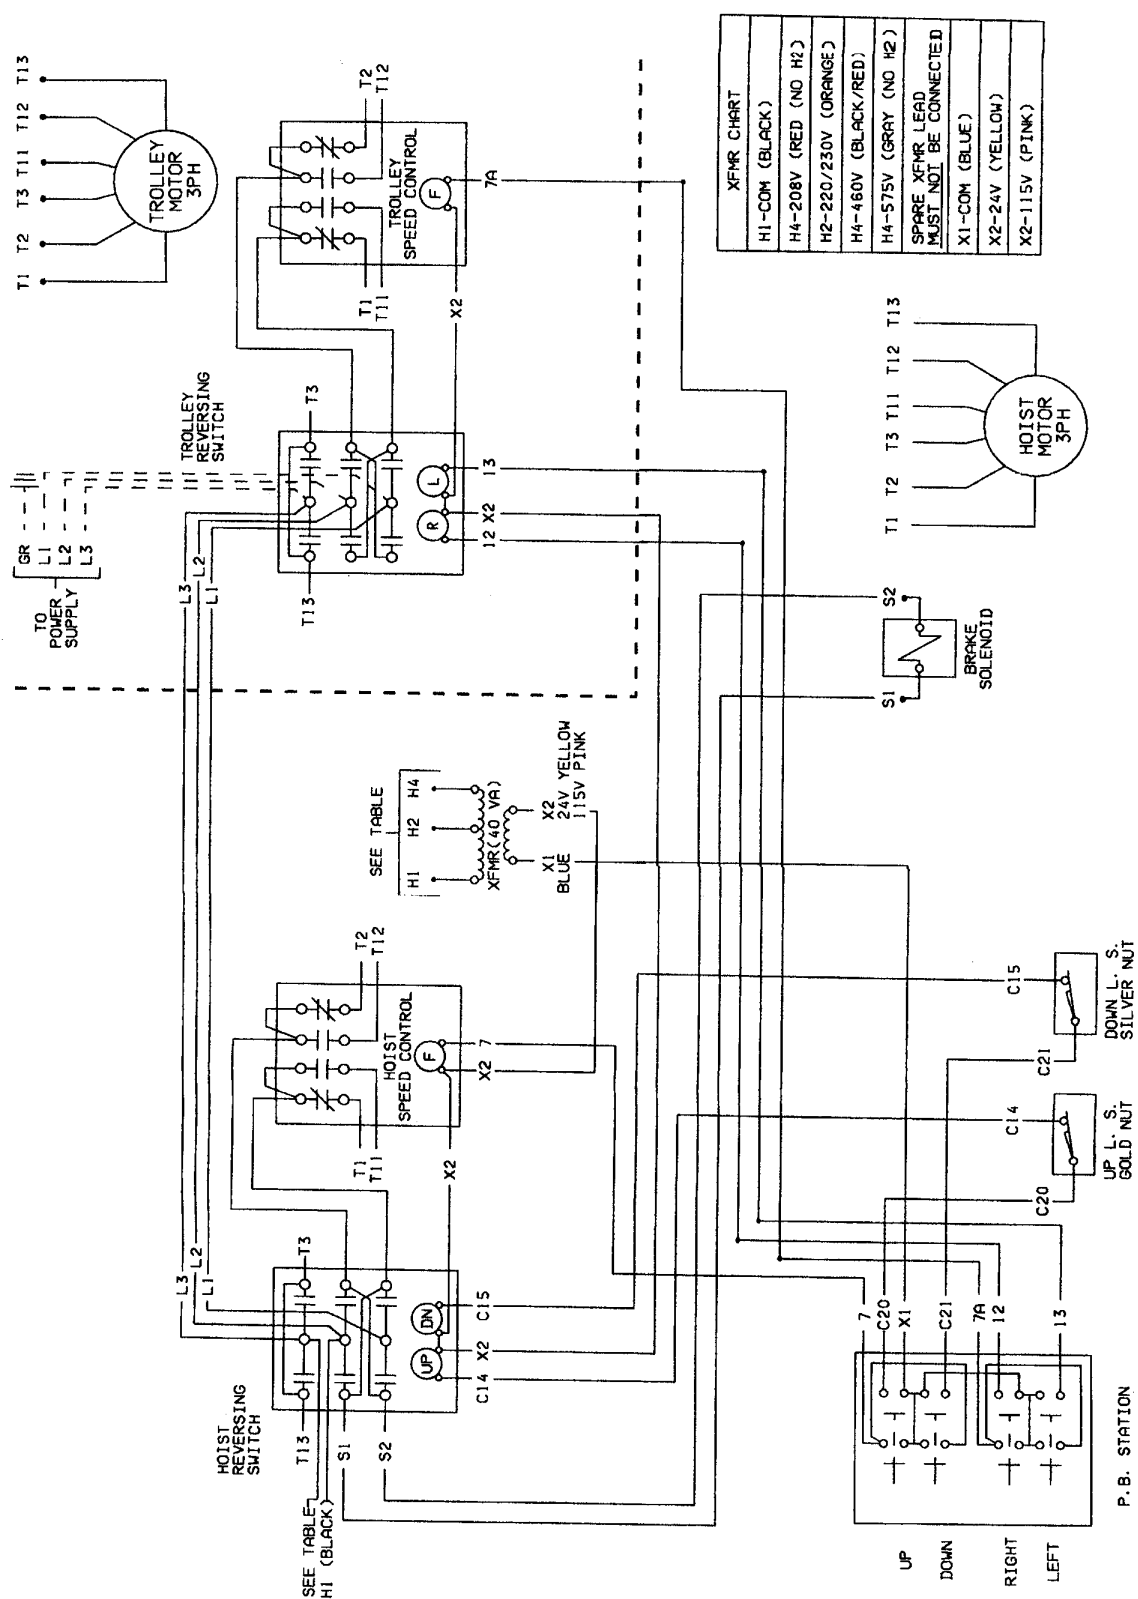 TO
POWER
SUPPLY
GR
L1
L2
L3
T1
T2
T3
T11
T12
T13
TROLLEY
MOTOR
3PH
TROLLEY
REVERSING
SWITCH
L3
L2
L1
T13
T3
R
L
12
X2
13
X2
T1
T11
T2
T12
TROLLEY
SPEED CONTROL
F
7A
HOIST
REVERSING
SWITCH
L3
L2
L1
T13
T3
S1
S2
SEE TABLE
H1 (BLACK)
UP
DN
C14
X2
C15
X2
T1
T11
T2
T12
HOIST
SPEED CONTROL
F
X2
7
SEE TABLE
H1
H2
H4
XFMR(40 VA)
X1
BLUE
X2
24V YELLOW
115V PINK
XFMR CHART
H1-COM (BLACK)
H4-208V (RED (NO H2)
H2-220/230V (ORANGE)
H4-460V (BLACK/RED)
H4-575V (GRAY (NO H2)
SPARE XFMR LEAD
MUST NOT BE CONNECTED
X1-COM (BLUE)
X2-24V (YELLOW)
X2-115V (PINK)
S1
S2
BRAKE
SOLENOID
T1
T2
T3
T11
T12
T13
HOIST
MOTOR
3PH
7
C20
X1
C21
7A
12
13
UP
DOWN
RIGHT
LEFT
P.B. STATION
C20
C14
UP L. S.
GOLD NUT
C21
C15
DOWN L. S.
SILVER NUT